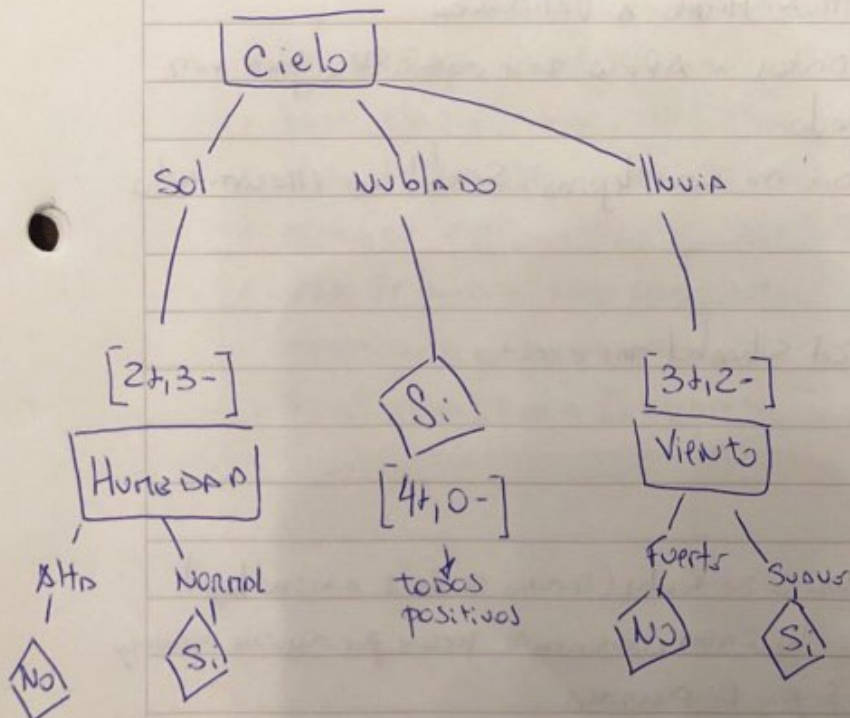 Cielo
Sol Nublado lluvia
[2+,3-] [3+,2-]
Si
Humedad Viento
[4+,0-]
Alta Normal todos Fuerte Suave
positivos
No Si No Si